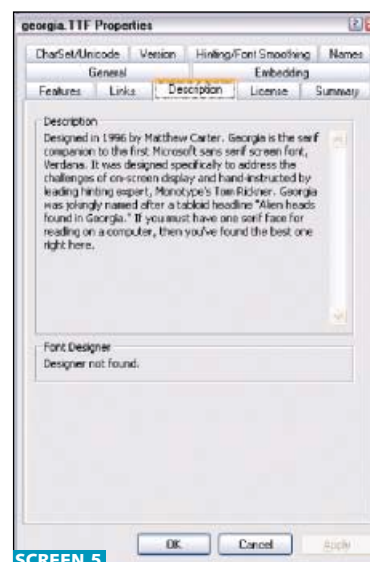 georgia.TTF Properties
CharSet/Unicode Version Hinting/Font Smoothing Names
General Embedding
Features Links Description License Summary
Description
Designed in 1996 by Matthew Carter. Georgia is the serif
companion to the first Microsoft sans serif screen font,
Verdana. It was designed specifically to address the
challenges of on-screen display and hand-instructed by
leading hinting expert, Monotype's Tom Rickner. Georgia
was jokingly named after a tabloid headline "Alien heads
found in Georgia." If you must have one serif face for
reading on a computer, then you've found the best one
right here.
Font Designer
Designer not found.
OK Cancel Apply
SCREEN 5